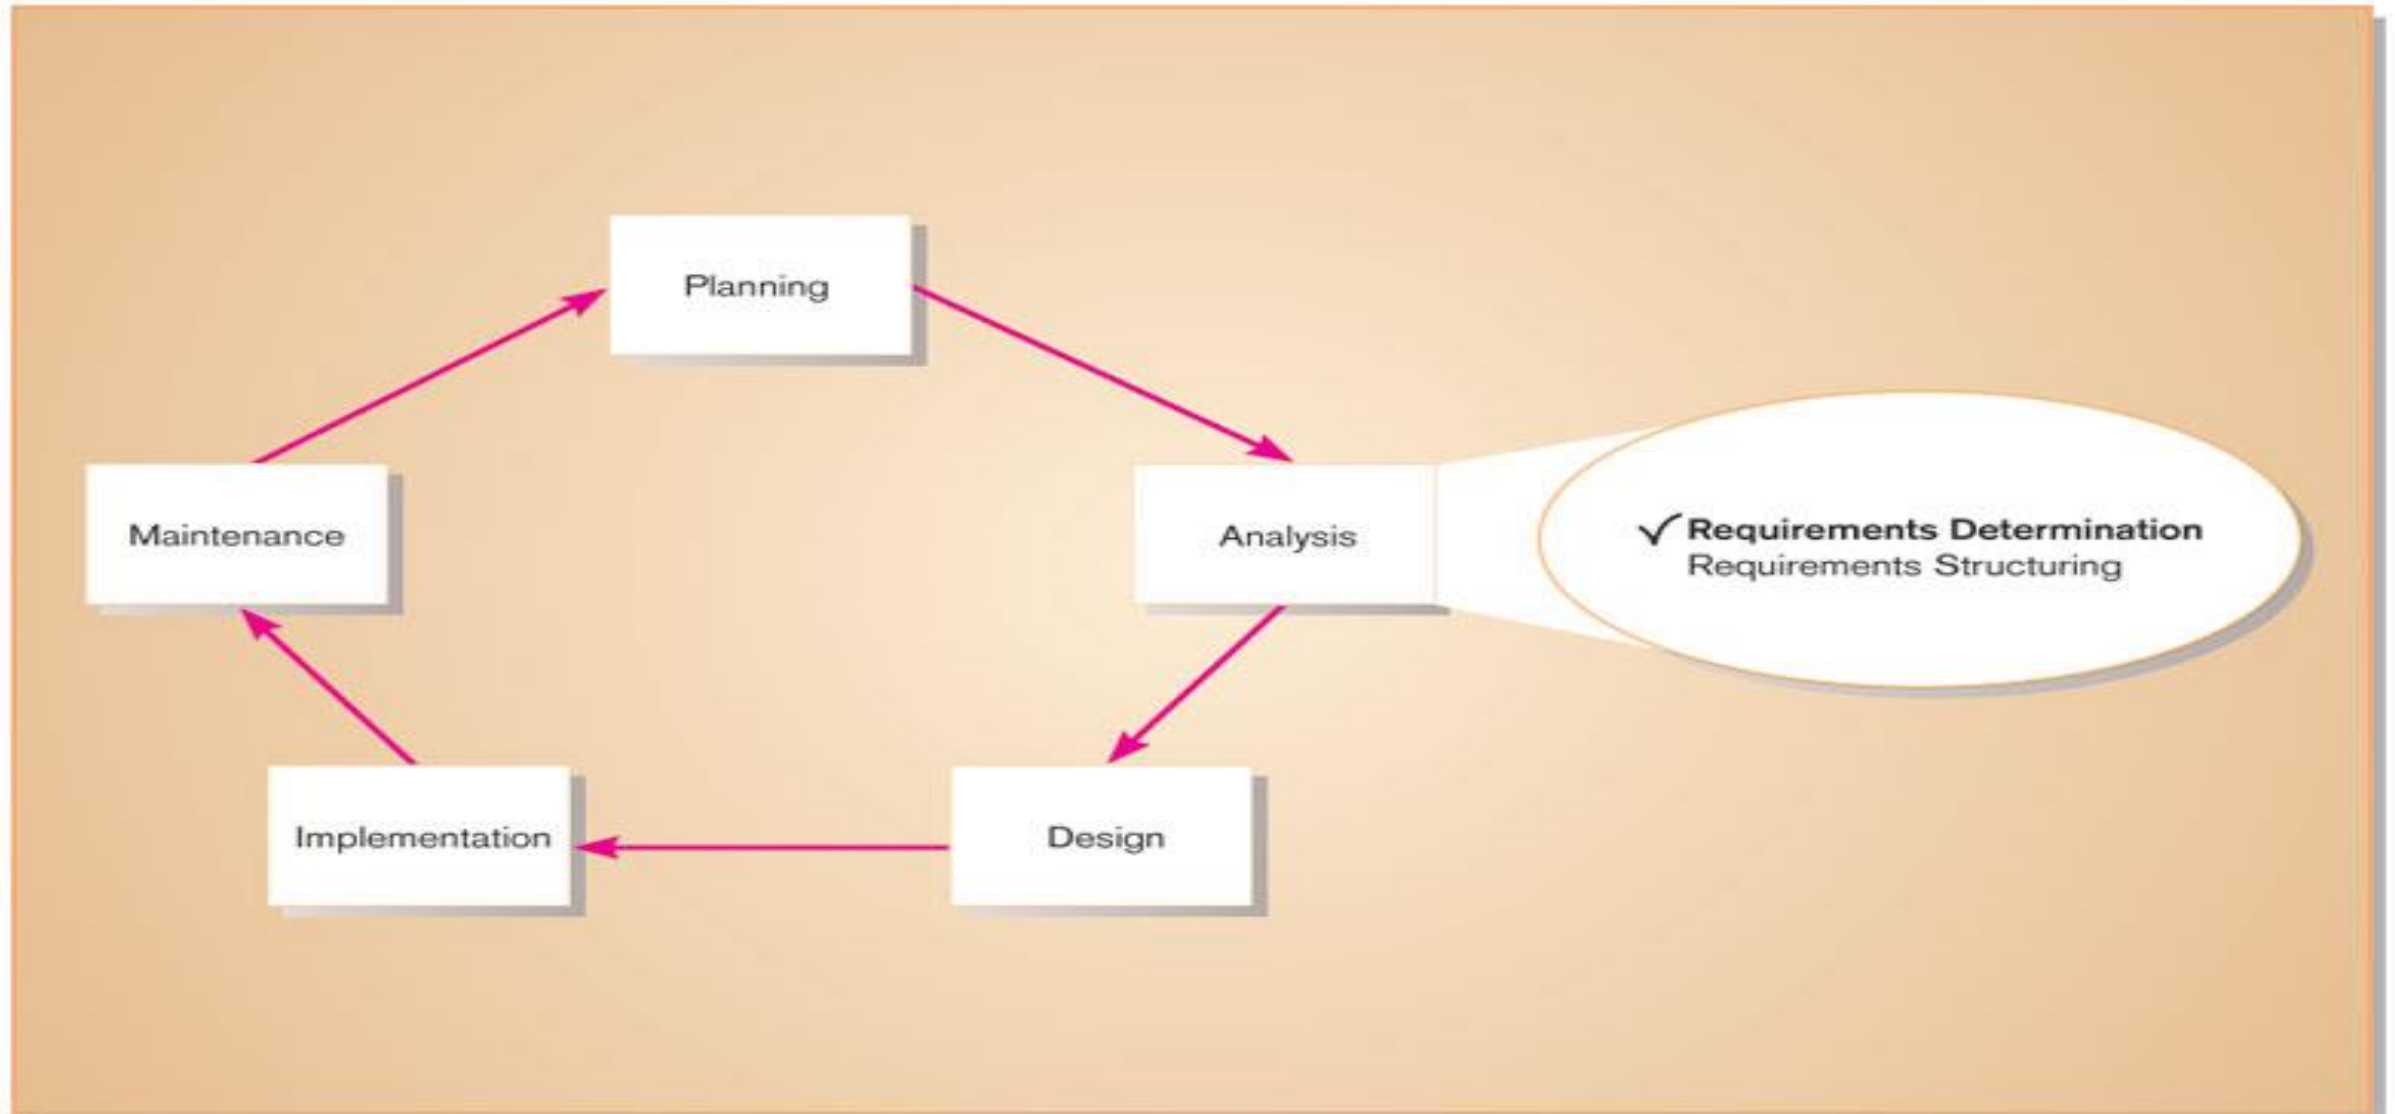 Planning
Maintenance
Analysis
✓ Requirements Determination
Requirements Structuring
Implementation
Design